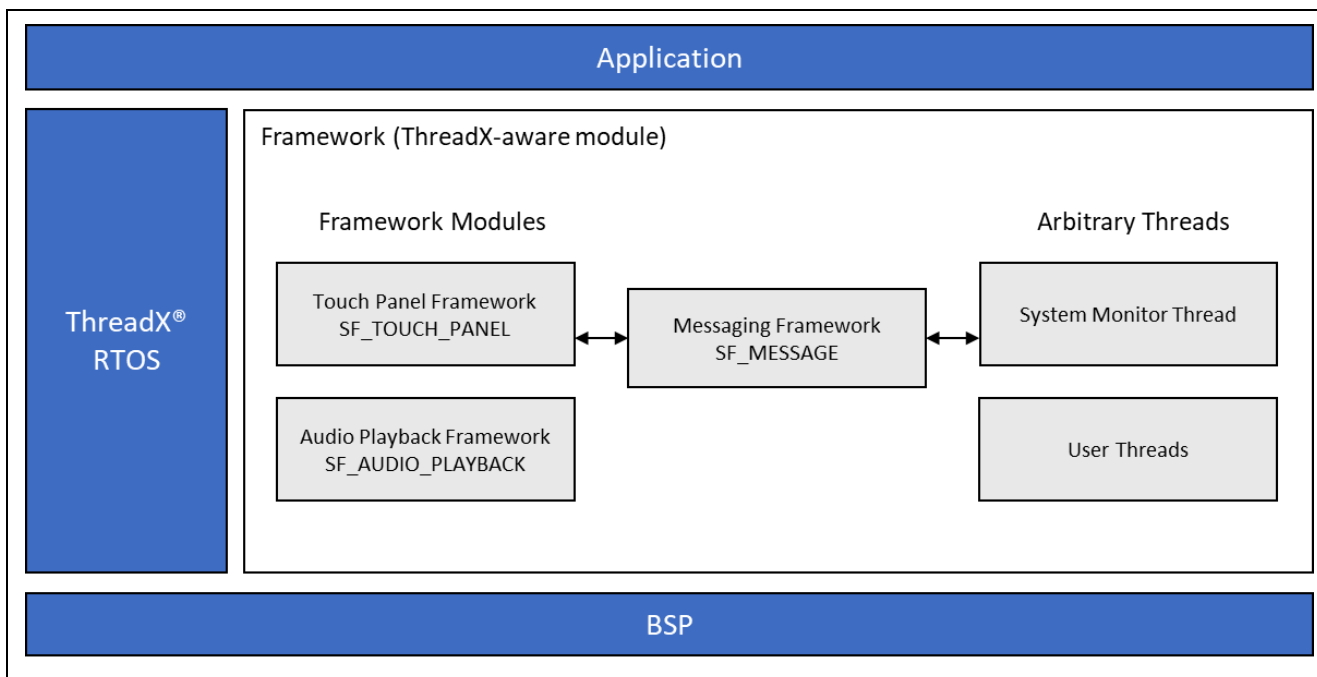 Application
ThreadX®
RTOS
Framework (ThreadX-aware module)
Framework Modules
Arbitrary Threads
Touch Panel Framework
SF_TOUCH_PANEL
Messaging Framework
SF_MESSAGE
System Monitor Thread
Audio Playback Framework
SF_AUDIO_PLAYBACK
User Threads
BSP